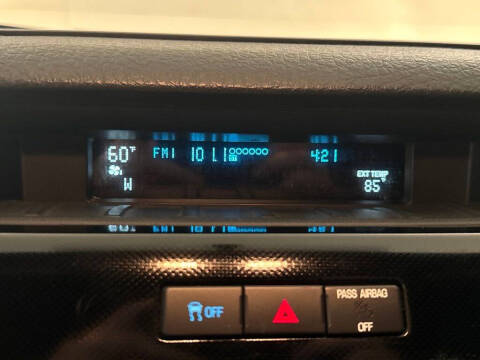 60°F FM1 101.1 4:21
EXT TEMP
W 85°
OFF
PASS AIRBAG
OFF